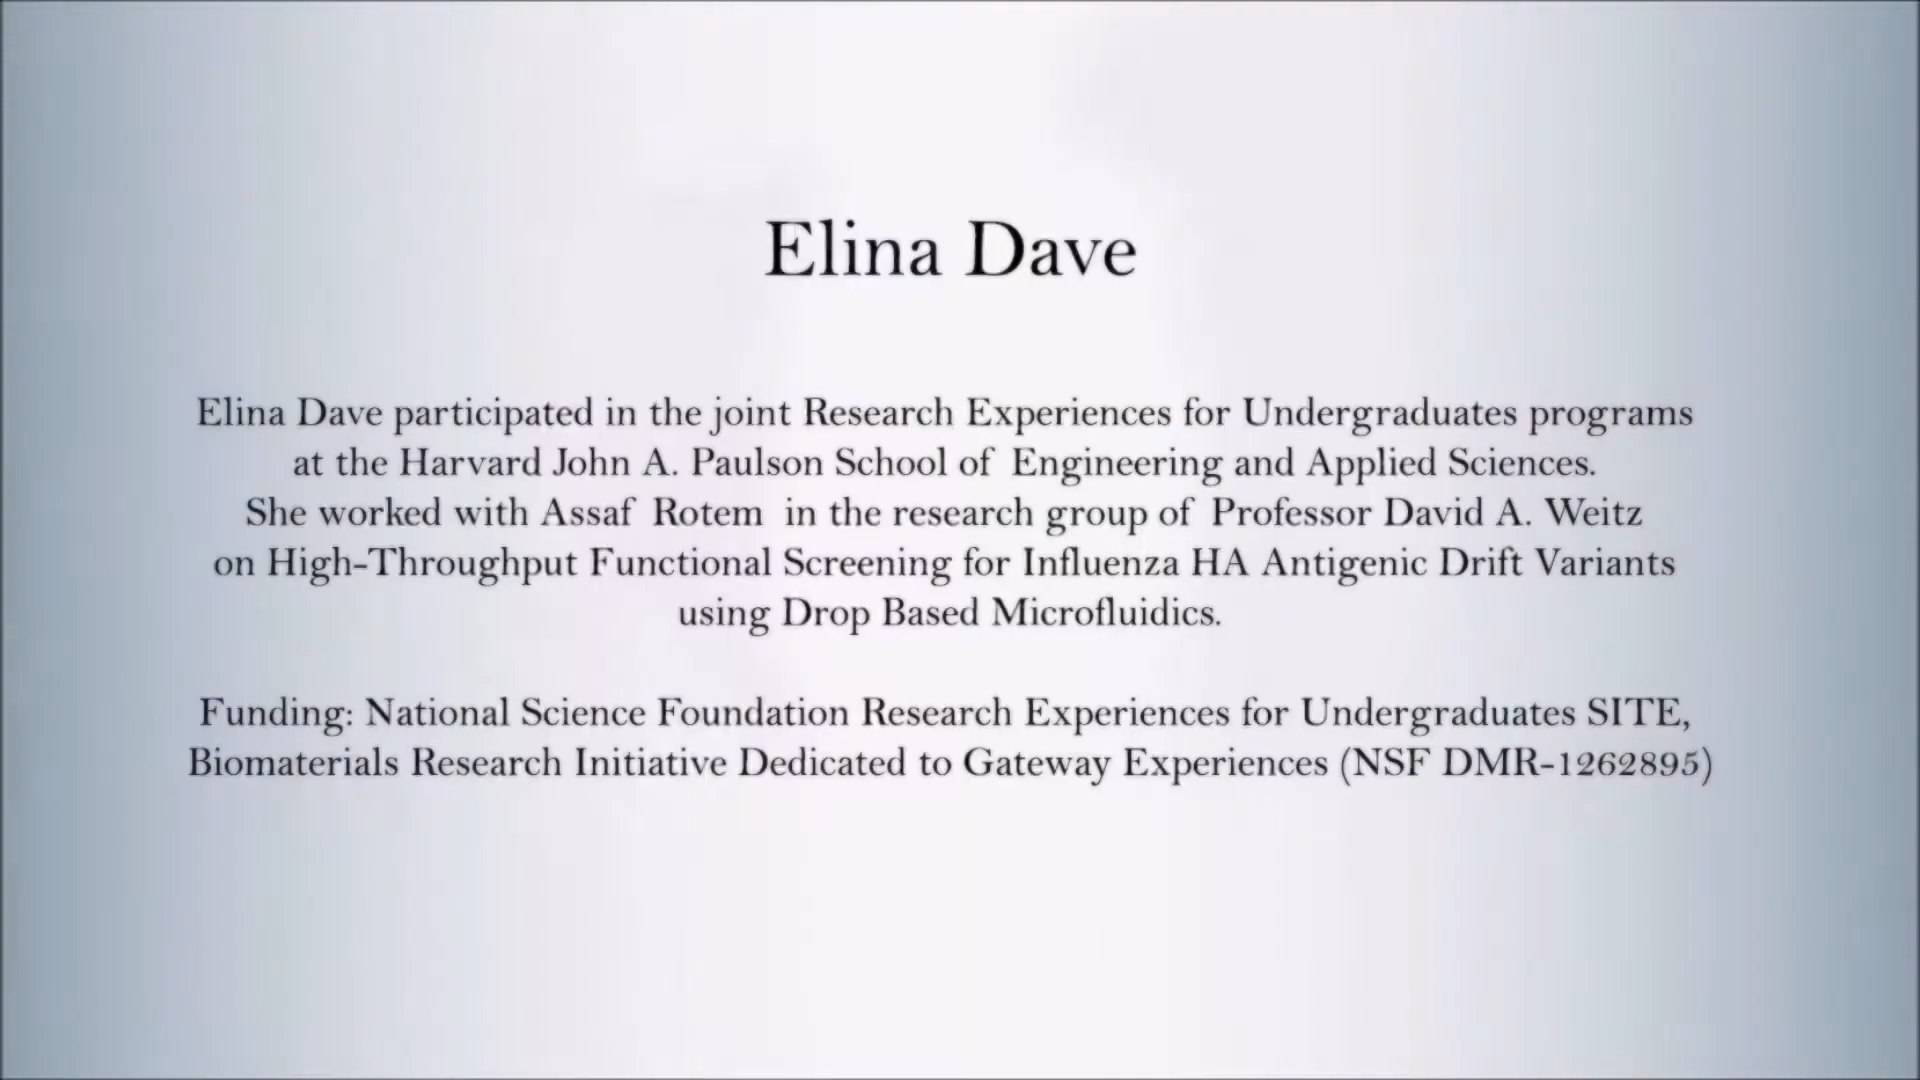 Elina Dave
Elina Dave participated in the joint Research Experiences for Undergraduates programs
at the Harvard John A. Paulson School of Engineering and Applied Sciences.
She worked with Assaf Rotem in the research group of Professor David A. Weitz
on High-Throughput Functional Screening for Influenza HA Antigenic Drift Variants
using Drop Based Microfluidics.
Funding: National Science Foundation Research Experiences for Undergraduates SITE,
Biomaterials Research Initiative Dedicated to Gateway Experiences (NSF DMR-1262895)